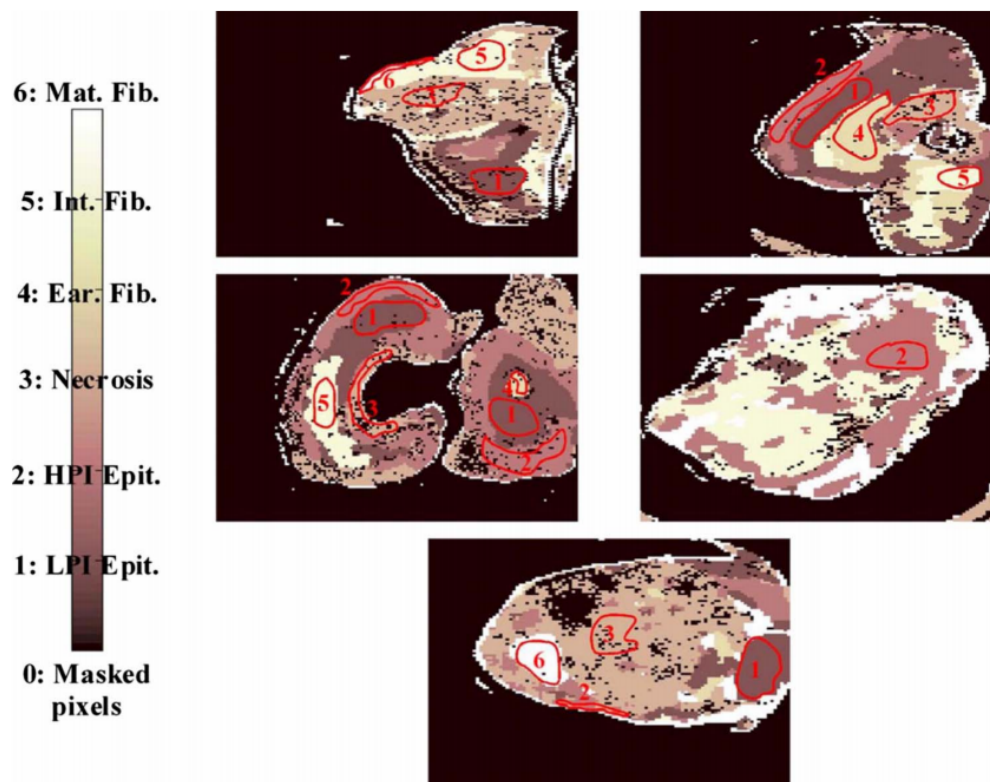 6: Mat. Fib.
5: Int. Fib.
4: Ear. Fib.
3: Necrosis
2: HPI Epit.
1: LPI Epit.
0: Masked
pixels
5
6
1
2
1
3
4
5
2
1
5
3
4
1
2
2
3
6
2
1